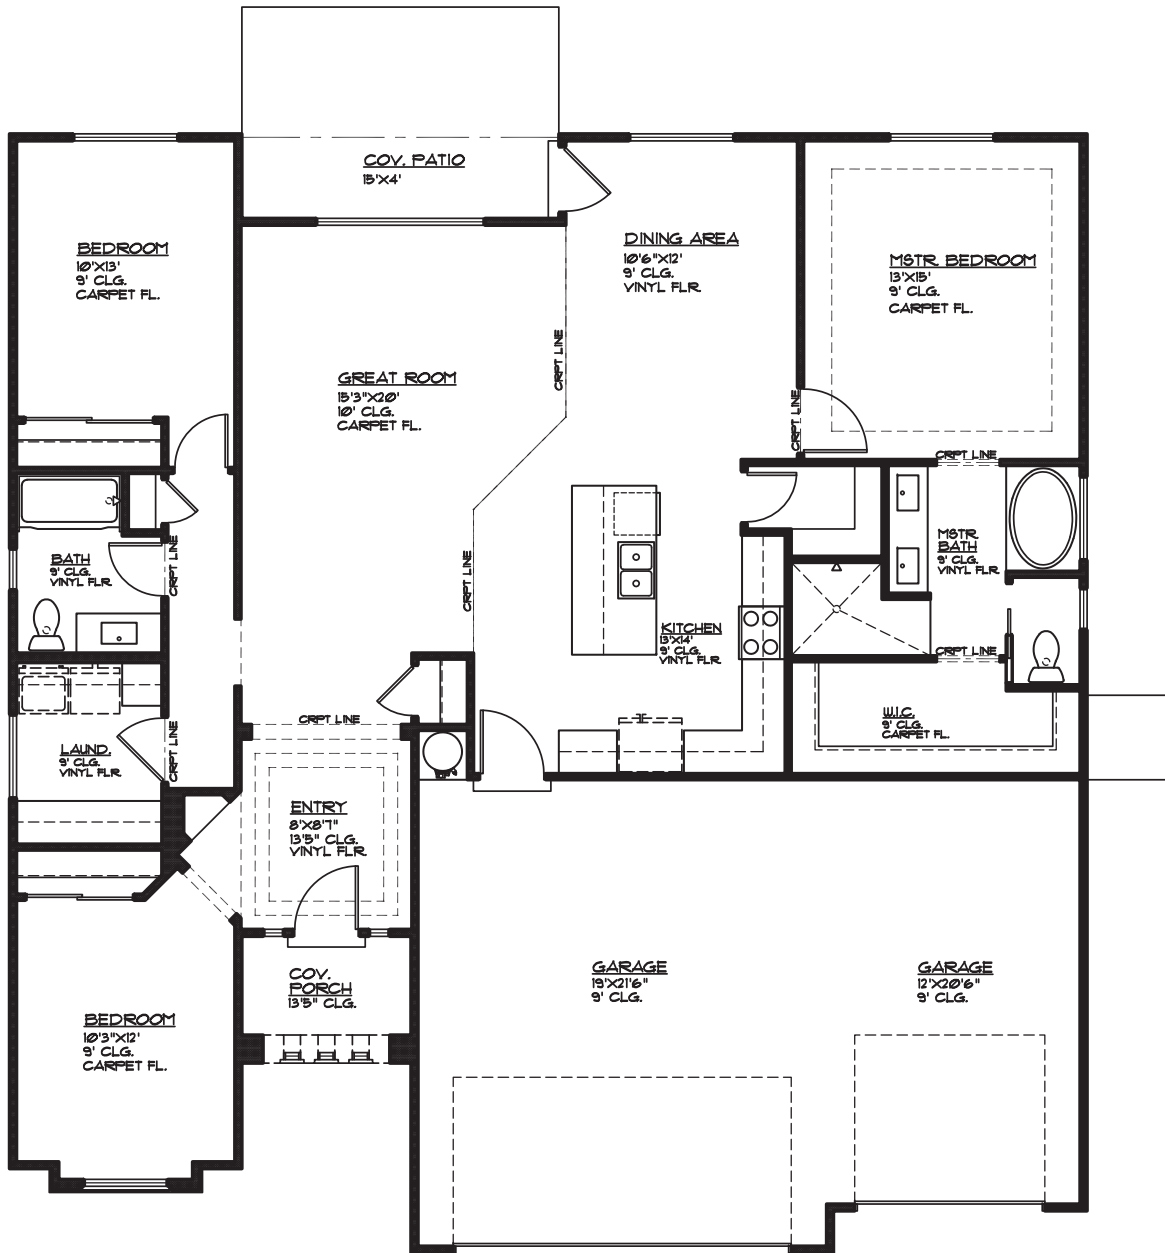 COV. PATIO
15'X4'
BEDROOM
10'X13'
9' CLG.
CARPET FL.
DINING AREA
10'6"X12'
9' CLG.
VINYL FLR.
MSTR. BEDROOM
13'X15'
9' CLG.
CARPET FL.
GREAT ROOM
15'3"X20'
10' CLG.
CARPET FL.
CRPT LINE
CRPT LINE
CRPT LINE
BATH
9' CLG.
VINYL FLR.
CRPT LINE
MSTR.
BATH
9' CLG.
VINYL FLR.
CRPT LINE
KITCHEN
13'X14'
9' CLG.
VINYL FLR.
CRPT LINE
W.I.C.
9' CLG.
CARPET FL.
LAUND.
9' CLG.
VINYL FLR.
CRPT LINE
CRPT LINE
ENTRY
8'X8'7"
13'5" CLG.
VINYL FLR.
COV.
PORCH
13'5" CLG.
GARAGE
19'X21'6"
9' CLG.
GARAGE
12'X20'6"
9' CLG.
BEDROOM
10'3"X12'
9' CLG.
CARPET FL.